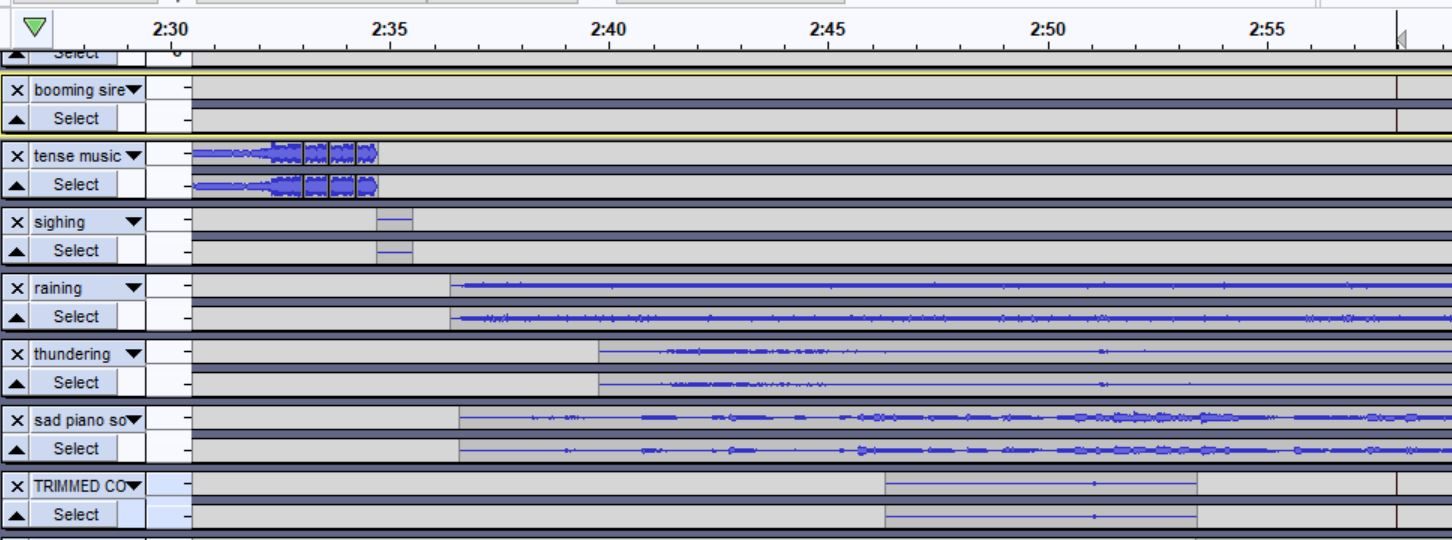 2:30 2:35 2:40 2:45 2:50 2:55
Select
booming sire
Select
tense music
Select
sighing
Select
raining
Select
thundering
Select
sad piano so
Select
TRIMMED CO
Select